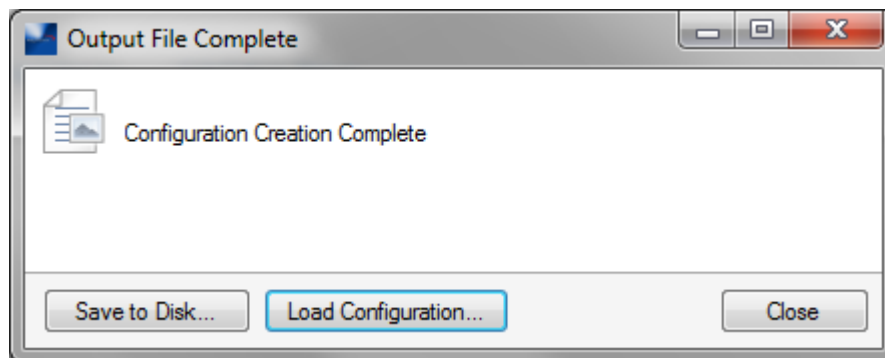 Output File Complete
Configuration Creation Complete
Save to Disk... Load Configuration... Close